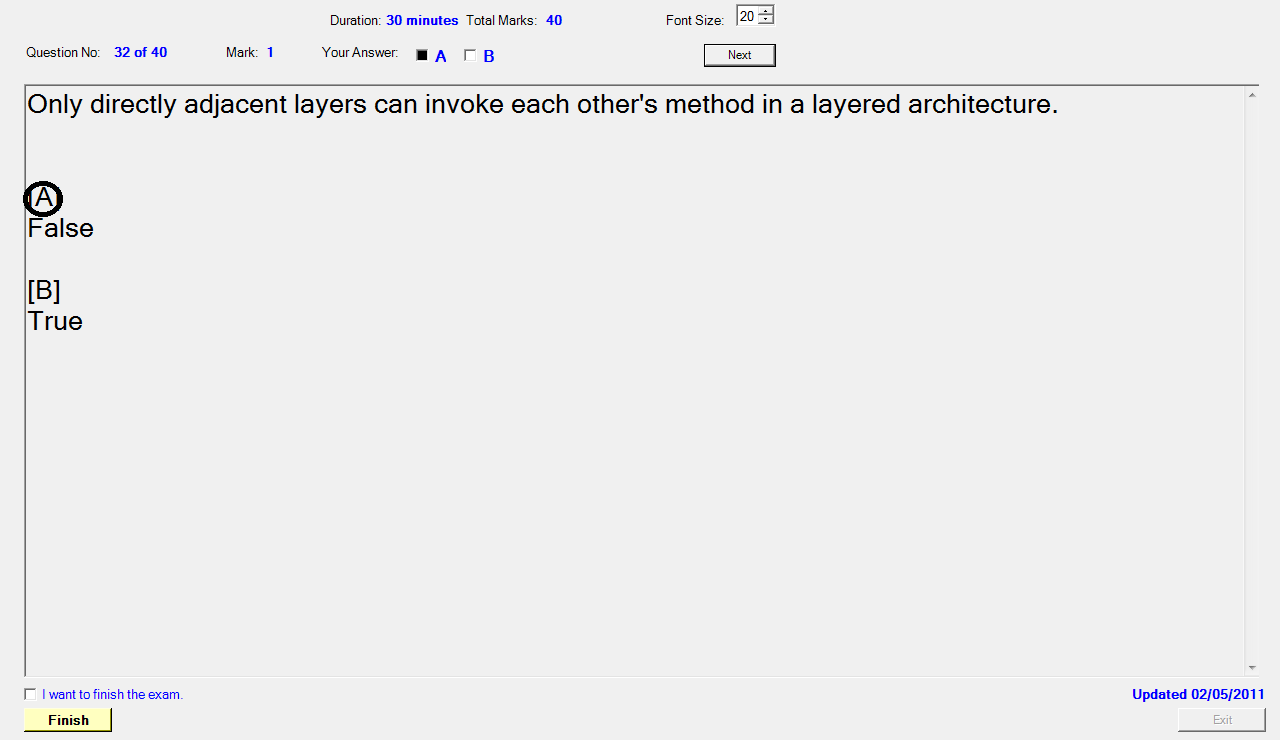 Duration: 30 minutes Total Marks: 40 Font Size: 20
Question No: 32 of 40 Mark: 1 Your Answer: A B Next
Only directly adjacent layers can invoke each other's method in a layered architecture.
[A]
False
[B]
True
I want to finish the exam. Updated 02/05/2011
Finish Exit